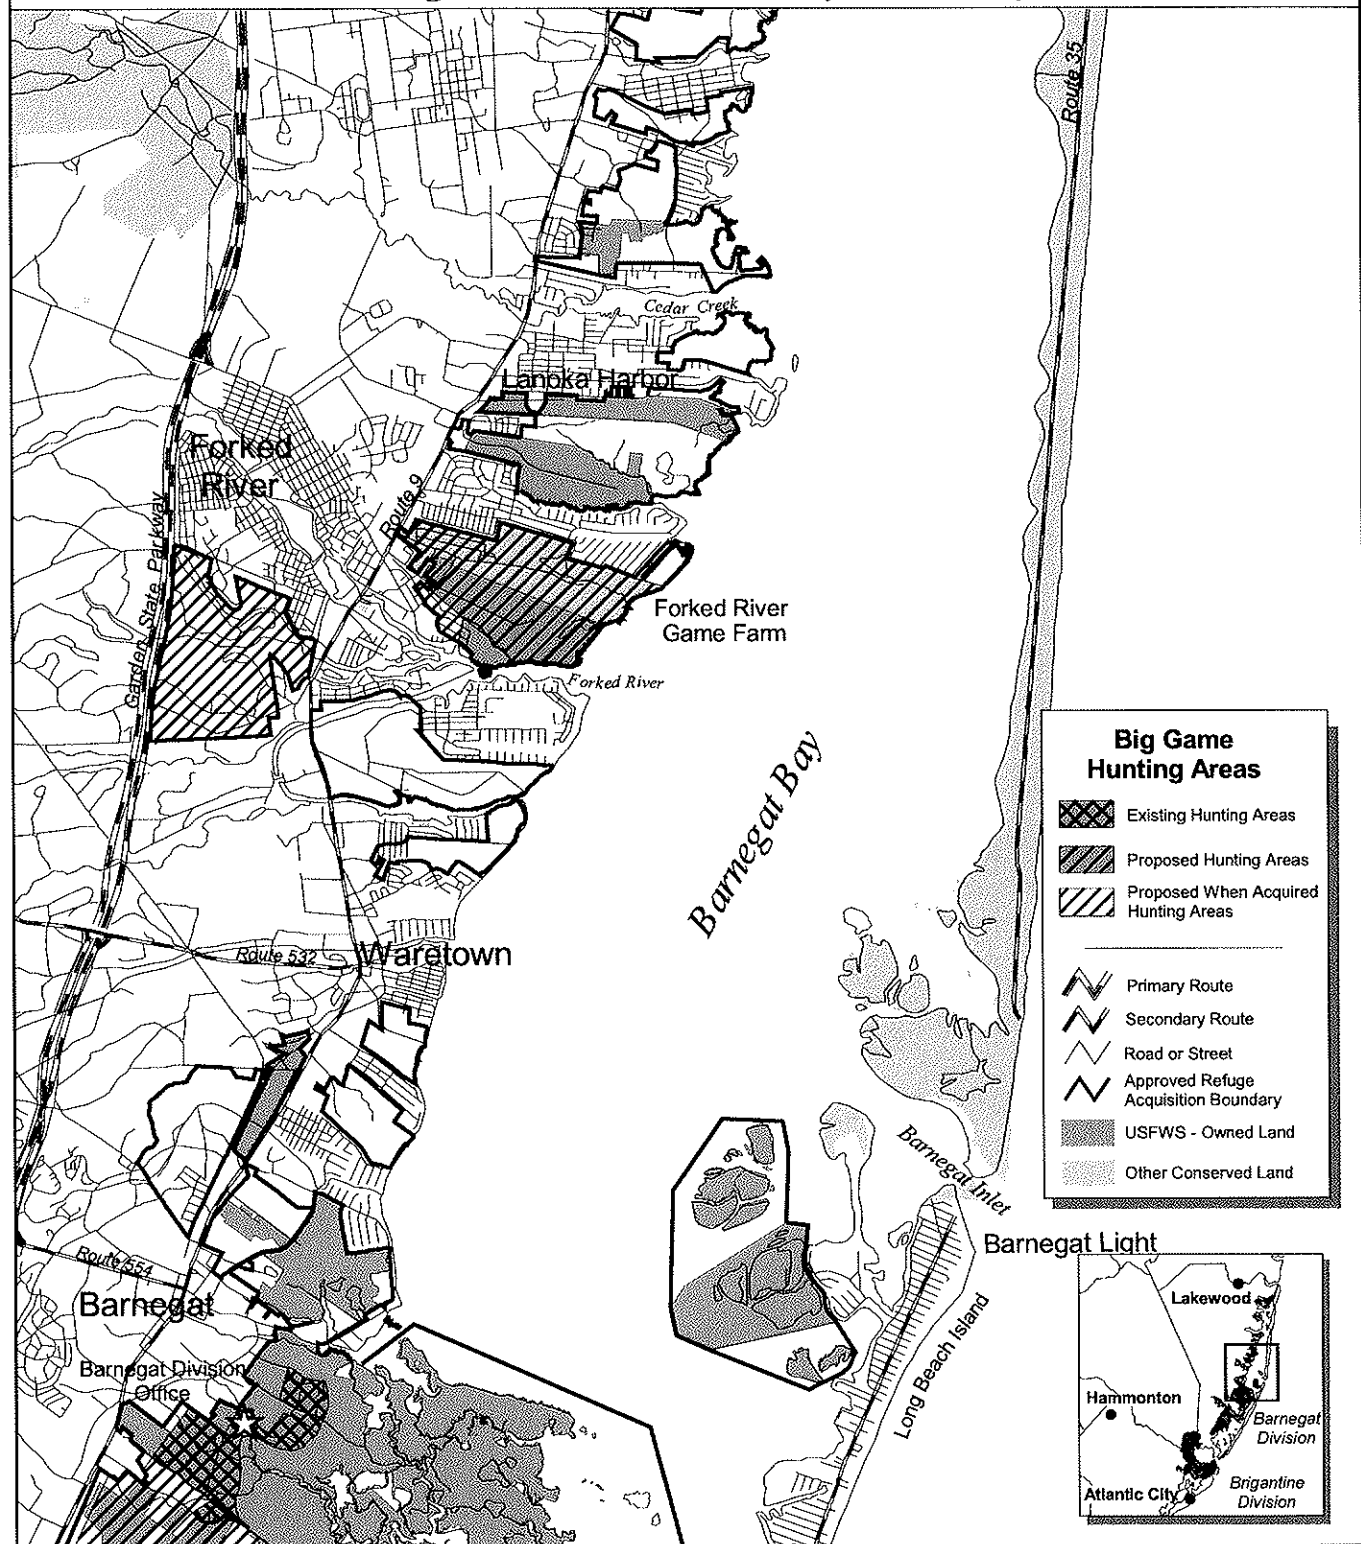 Route 35
Cedar Creek
Lanoka Harbor
Forked
River
Route 9
Garden State Parkway
Forked River
Game Farm
Forked River
Barnegat Bay
Big Game
Hunting Areas
Existing Hunting Areas
Proposed Hunting Areas
Proposed When Acquired
Hunting Areas
Primary Route
Secondary Route
Road or Street
Approved Refuge
Acquisition Boundary
USFWS - Owned Land
Other Conserved Land
Route 532
Waretown
Barnegat Inlet
Barnegat Light
Route 554
Barnegat
Long Beach Island
Barnegat Division
Office
Lakewood
Hammonton
Barnegat
Division
Atlantic City
Brigantine
Division